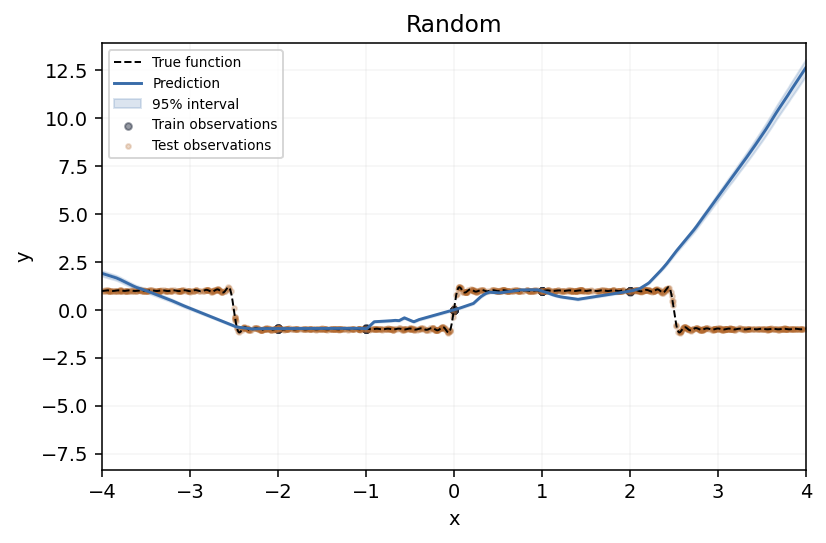 Random
True function
Prediction
95% interval
Train observations
Test observations
12.5
10.0
7.5
5.0
2.5
0.0
−2.5
−5.0
−7.5
y
−4 −3 −2 −1 0 1 2 3 4
x